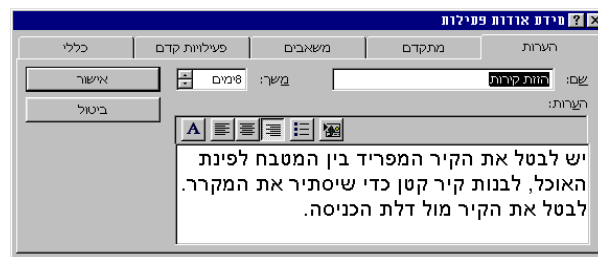 מידע אודות פעילות
הערות מתקדם משאבים פעילויות קדם כללי
שם: הזזת קירות משך: 8ימים אישור
ביטול
הערות:
יש לבטל את הקיר המפריד בין המטבח לפינת
האוכל, לבנות קיר קטן כדי שיסתיר את המקרר.
לבטל את הקיר מול דלת הכניסה.